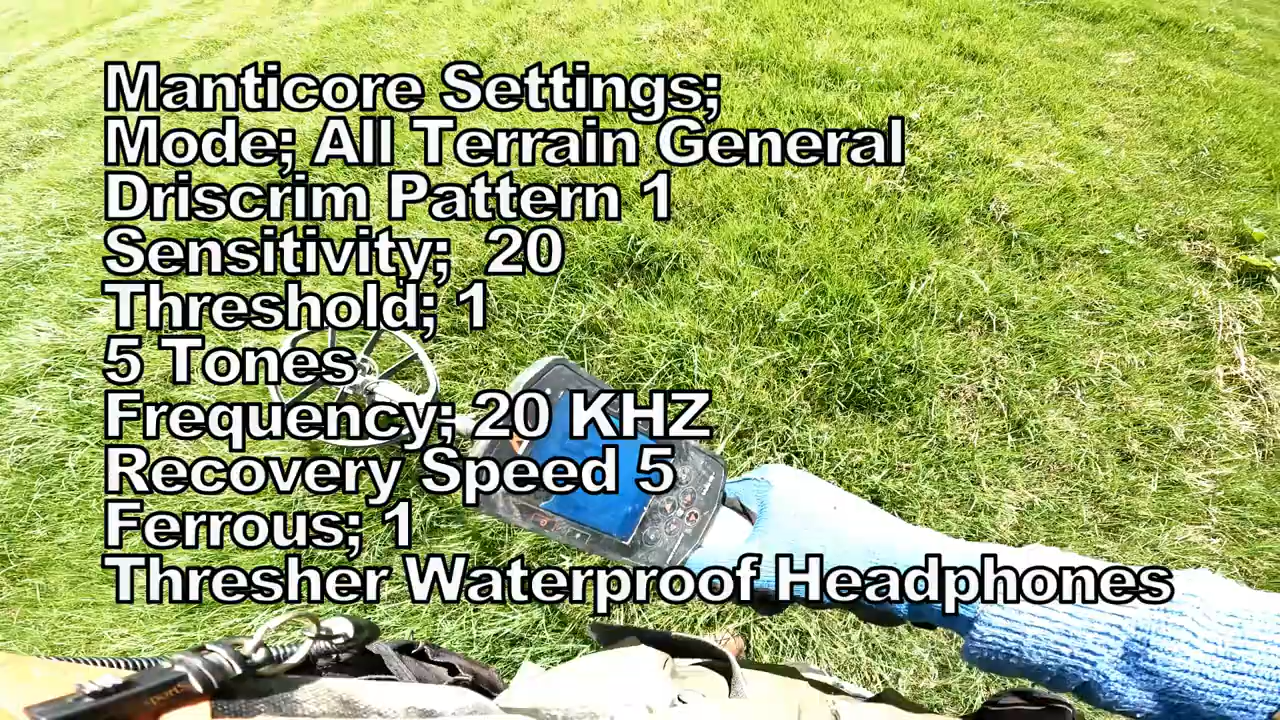 Manticore Settings;
Mode; All Terrain General
Driscrim Pattern 1
Sensitivity;  20
Threshold; 1
5 Tones
Frequency; 20 KHZ
Recovery Speed 5
Ferrous; 1
Thresher Waterproof Headphones